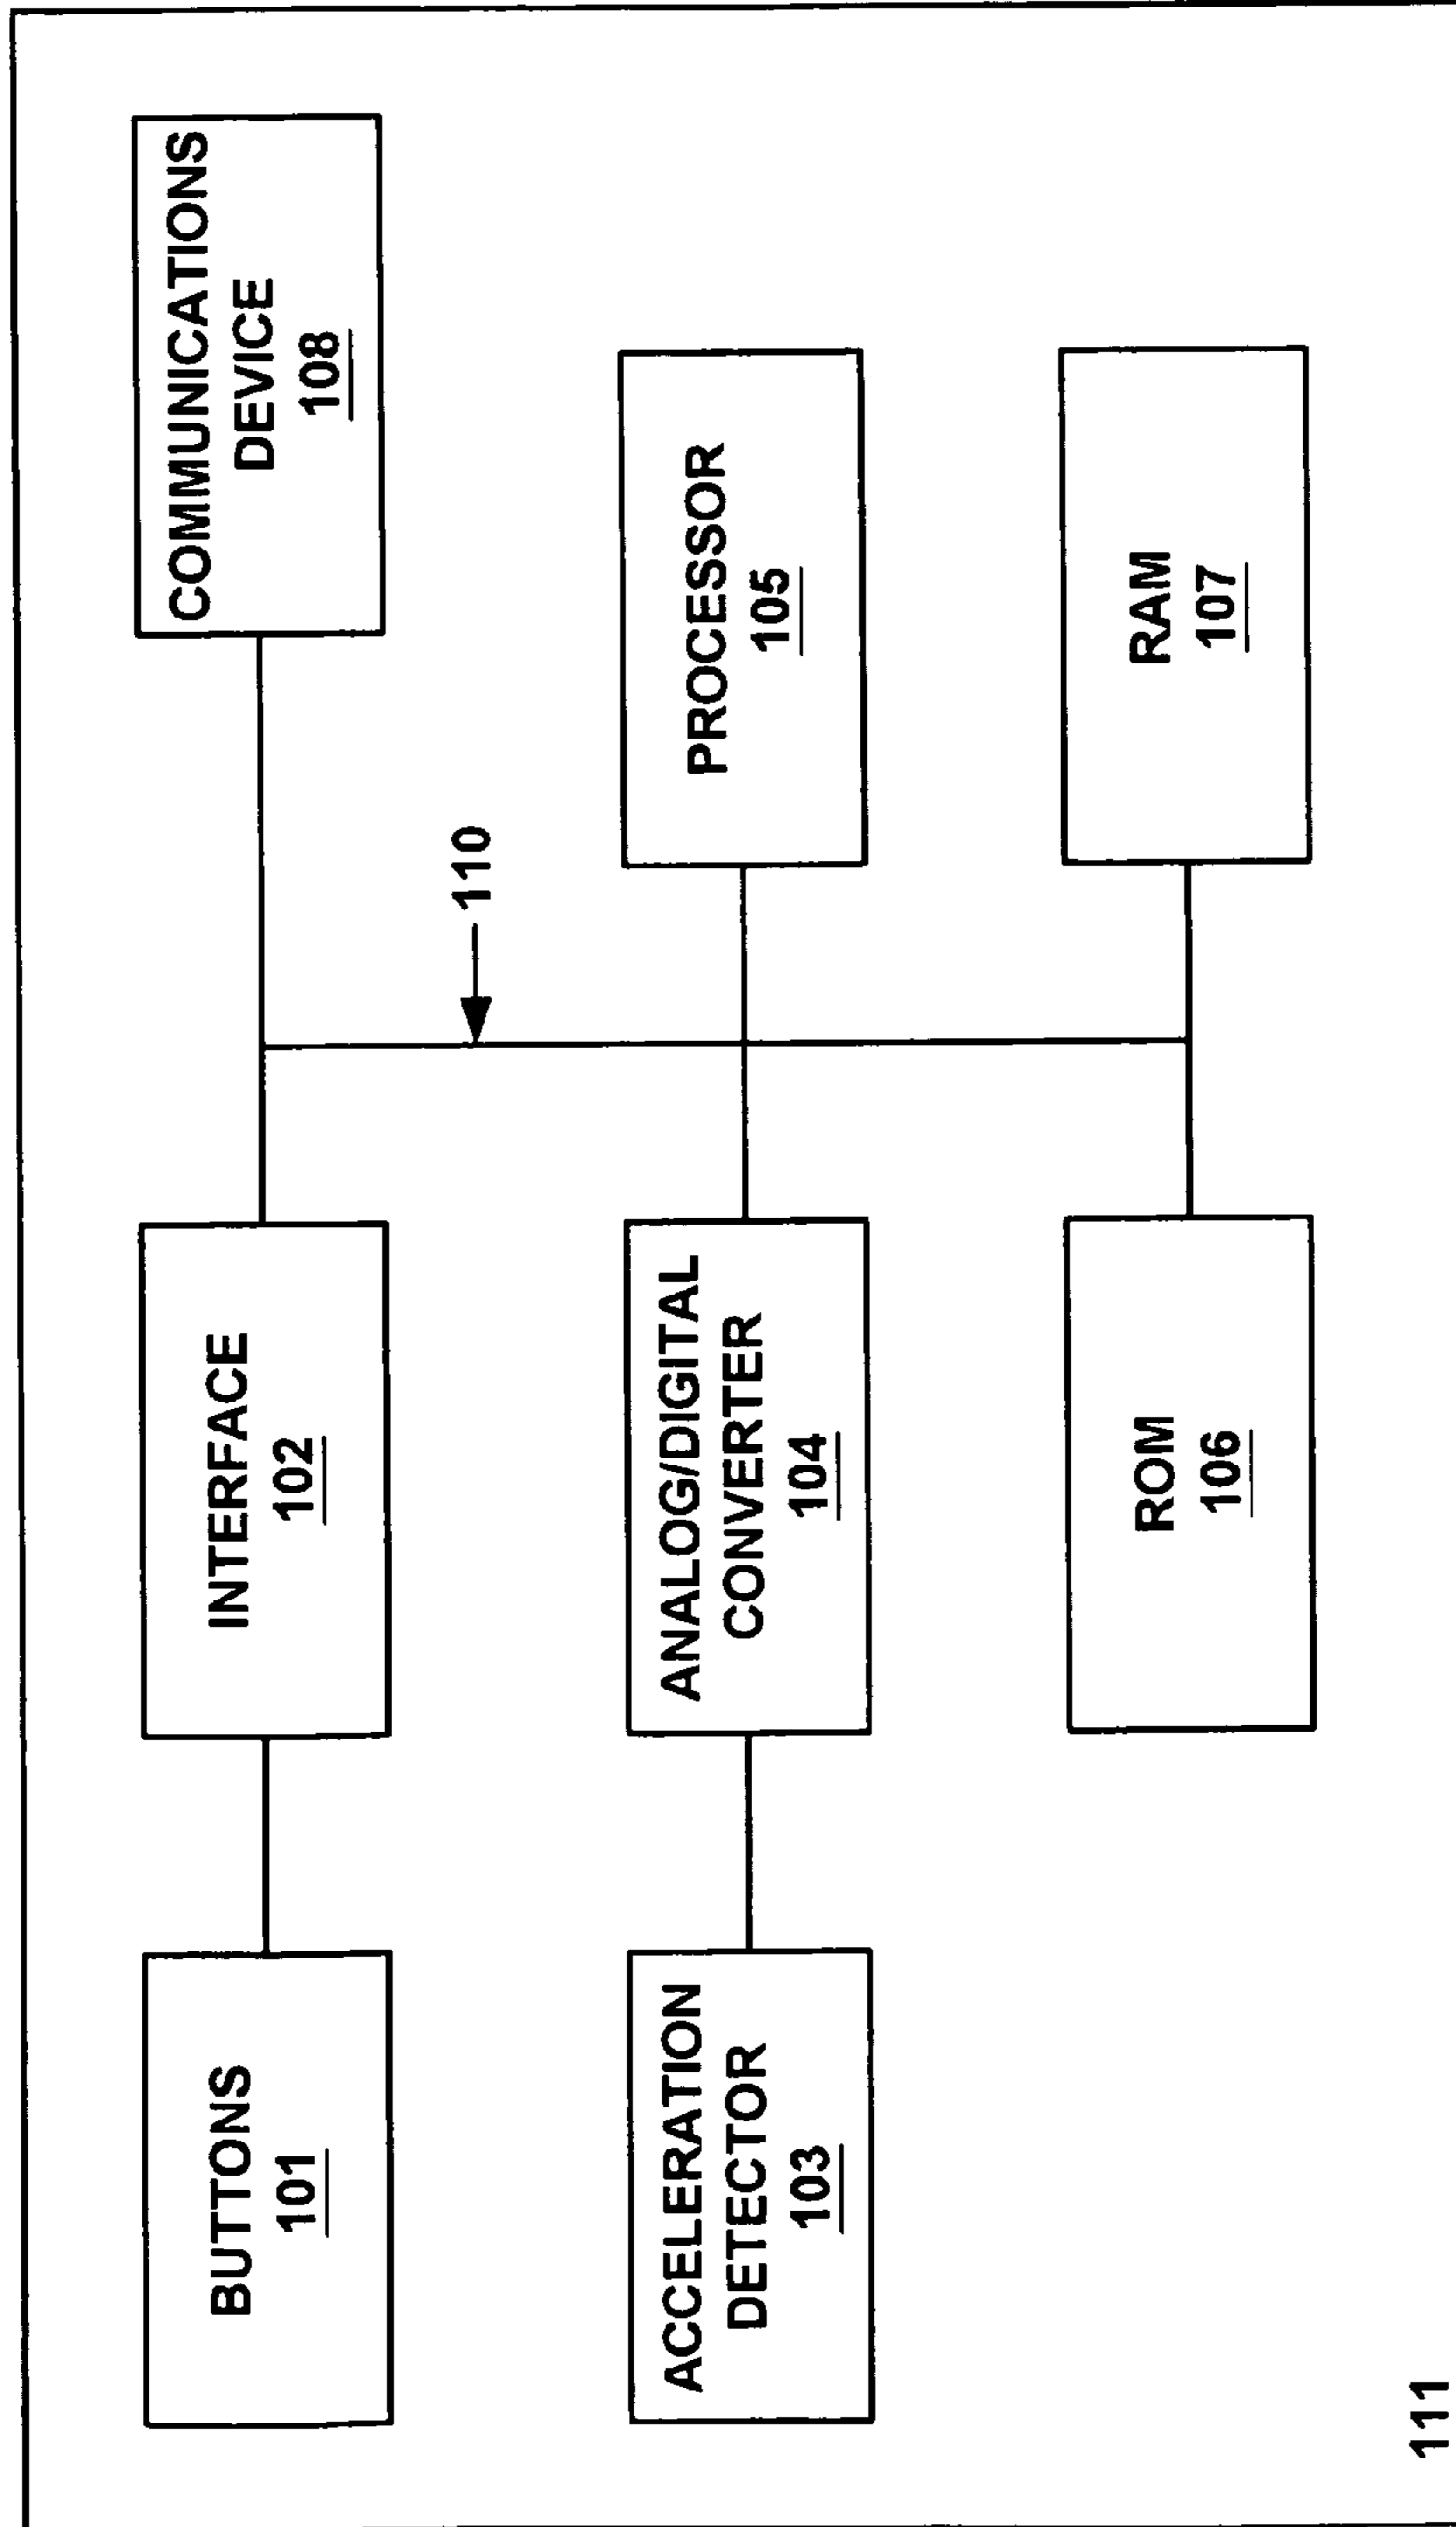 BUTTONS
101
INTERFACE
102
COMMUNICATIONS
DEVICE
108
110
ACCELERATION
DETECTOR
103
ANALOG/DIGITAL
CONVERTER
104
PROCESSOR
105
ROM
106
RAM
107
111